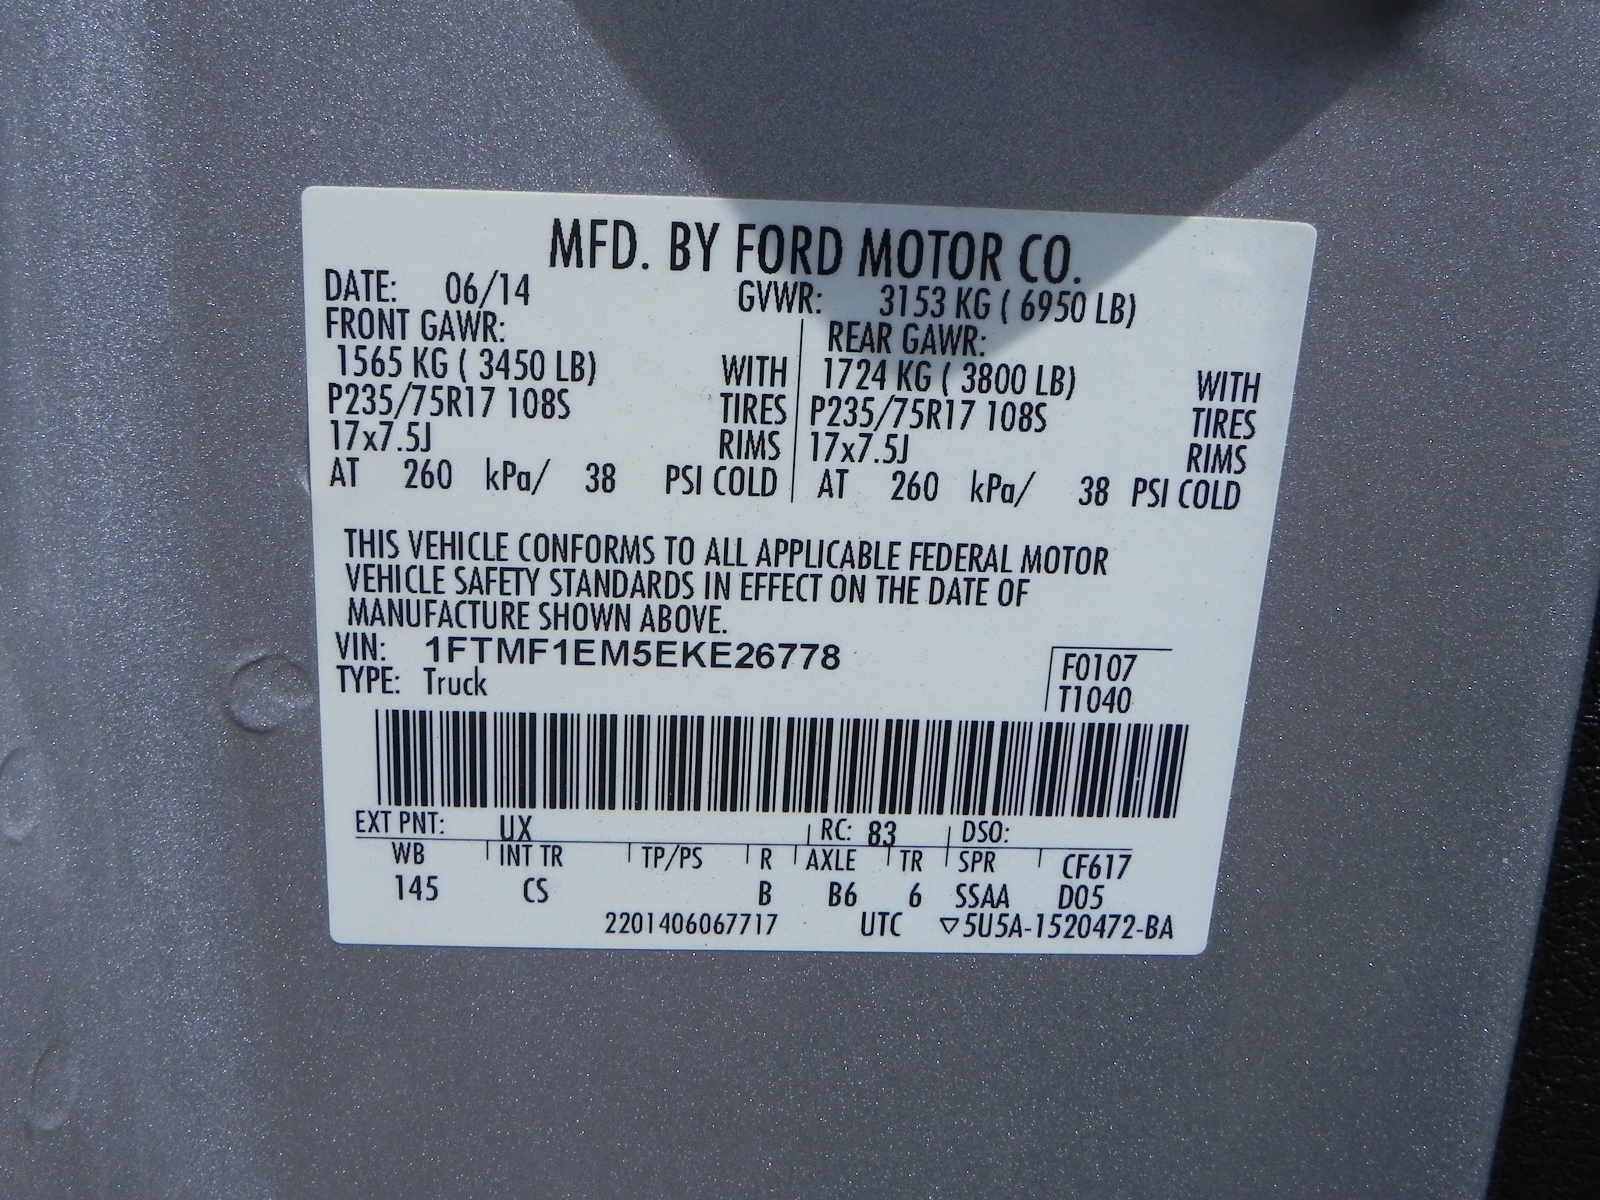 MFD. BY FORD MOTOR CO.
DATE: 06/14 GVWR: 3153 KG ( 6950 LB)
FRONT GAWR: REAR GAWR:
1565 KG ( 3450 LB) WITH 1724 KG ( 3800 LB) WITH
P235/75R17 108S TIRES P235/75R17 108S TIRES
17x7.5J RIMS 17x7.5J RIMS
AT 260 kPa/ 38 PSI COLD AT 260 kPa/ 38 PSI COLD
THIS VEHICLE CONFORMS TO ALL APPLICABLE FEDERAL MOTOR
VEHICLE SAFETY STANDARDS IN EFFECT ON THE DATE OF
MANUFACTURE SHOWN ABOVE.
VIN: 1FTMF1EM5EKE26778 F0107
TYPE: Truck T1040
EXT PNT: UX RC: 83 DSO:
WB INT TR TP/PS R AXLE TR SPR CF617
145 CS B B6 6 SSAA D05
2201406067717 UTC ▽5U5A-1520472-BA